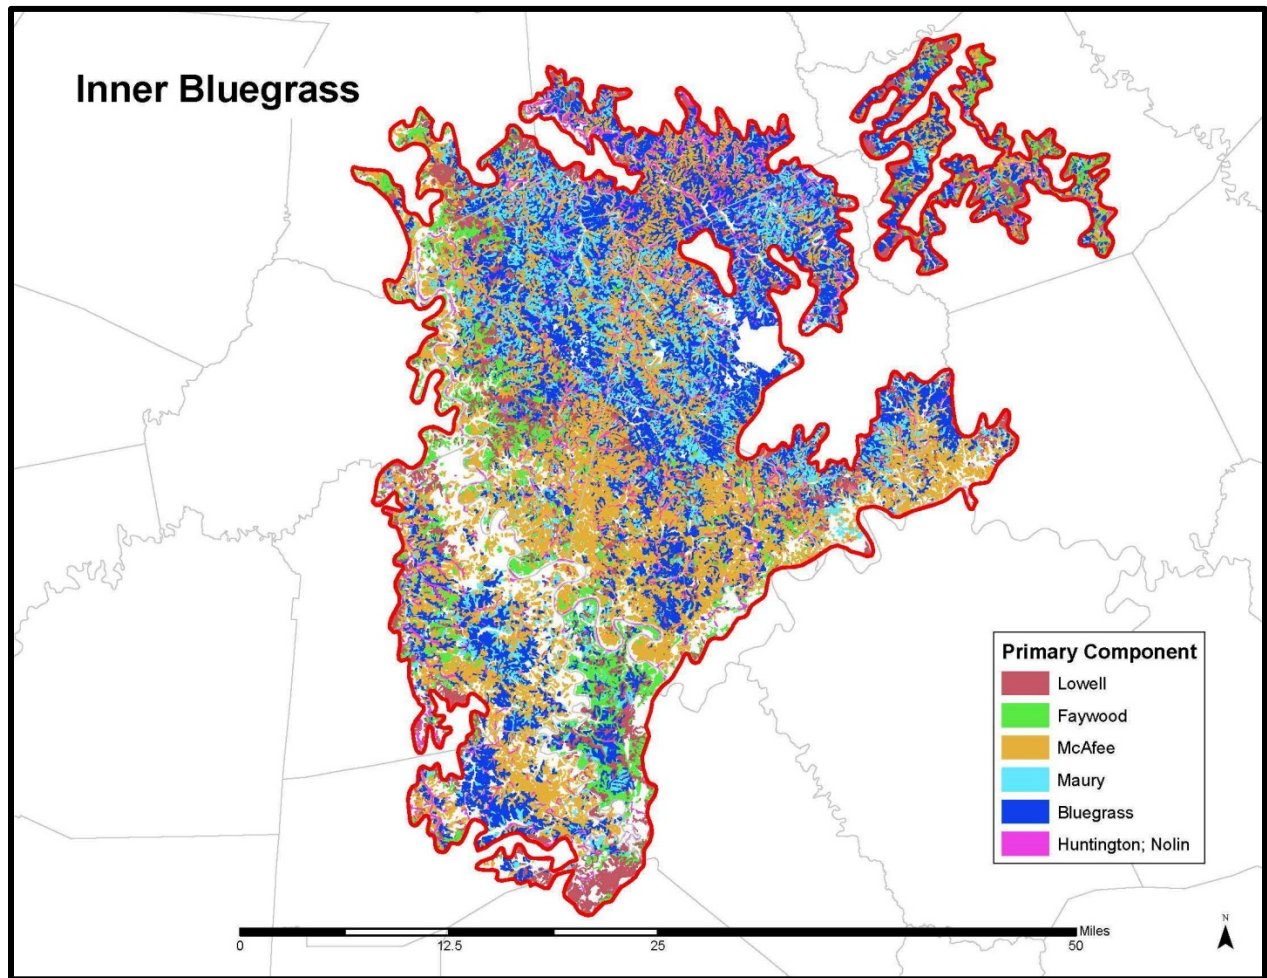 Inner Bluegrass
Primary Component
Lowell
Faywood
McAfee
Maury
Bluegrass
Huntington; Nolin
Miles
0
12.5
25
50
N